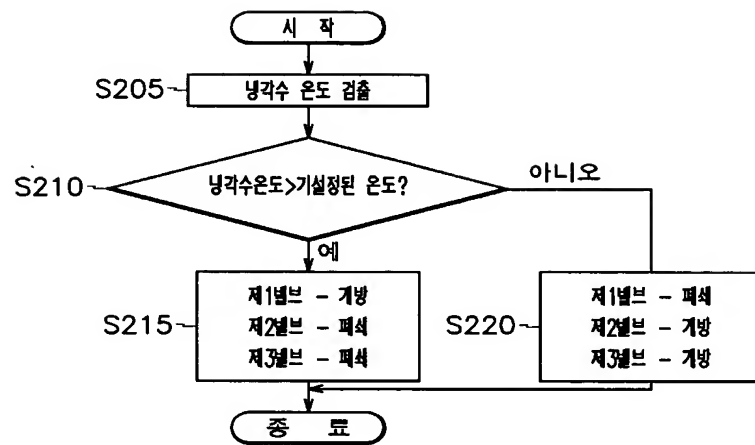 시 작
S205
냉각수 온도 검출
S210
냉각수온도>기설정된 온도?
아니오
예
S215
제1밸브 - 개방
제2밸브 - 폐쇄
제3밸브 - 폐쇄
S220
제1밸브 - 폐쇄
제2밸브 - 개방
제3밸브 - 개방
종 료